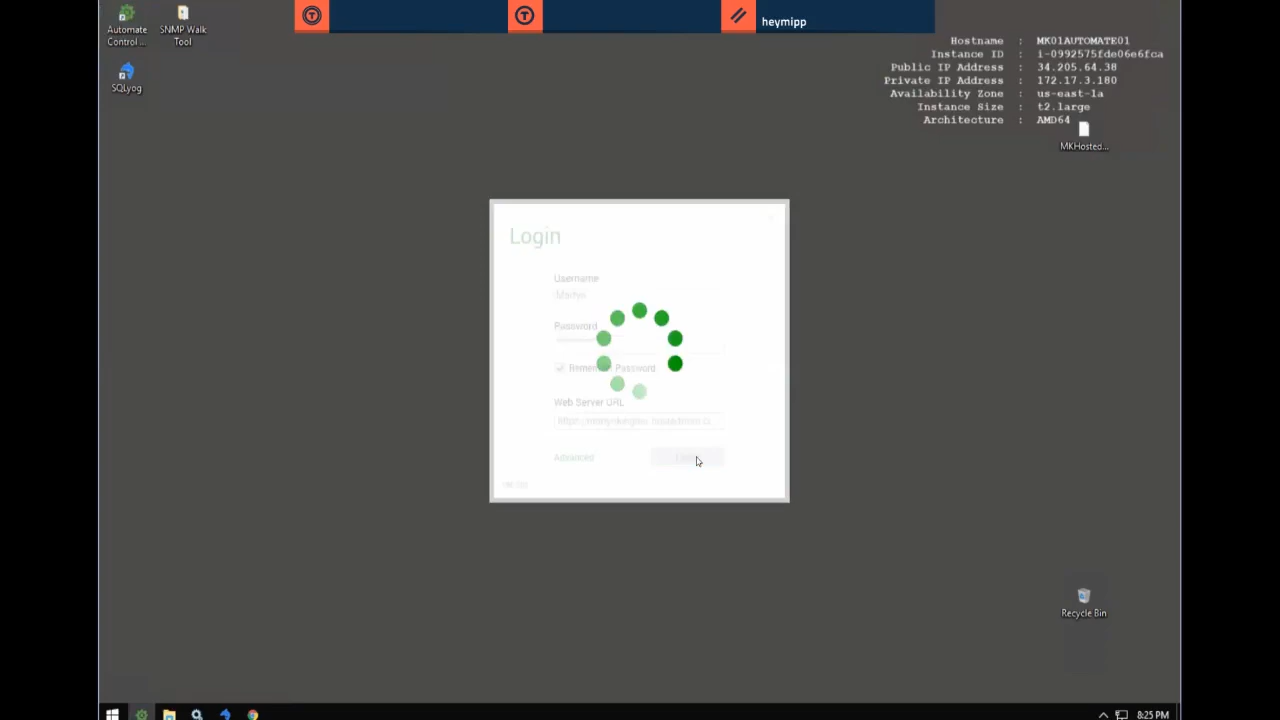 heymipp
Automate
Control ...
SNMP Walk
Tool
SQLyog
Hostname : MK01AUTOMATE01
Instance ID : i-0992575fde06e6fca
Public IP Address : 34.205.64.38
Private IP Address : 172.17.3.180
Availability Zone : us-east-1a
Instance Size : t2.large
Architecture : AMD64
MKHosted...
Login
Username
Password
Remember Password
Web Server URL
Advanced
Recycle Bin
8:25 PM